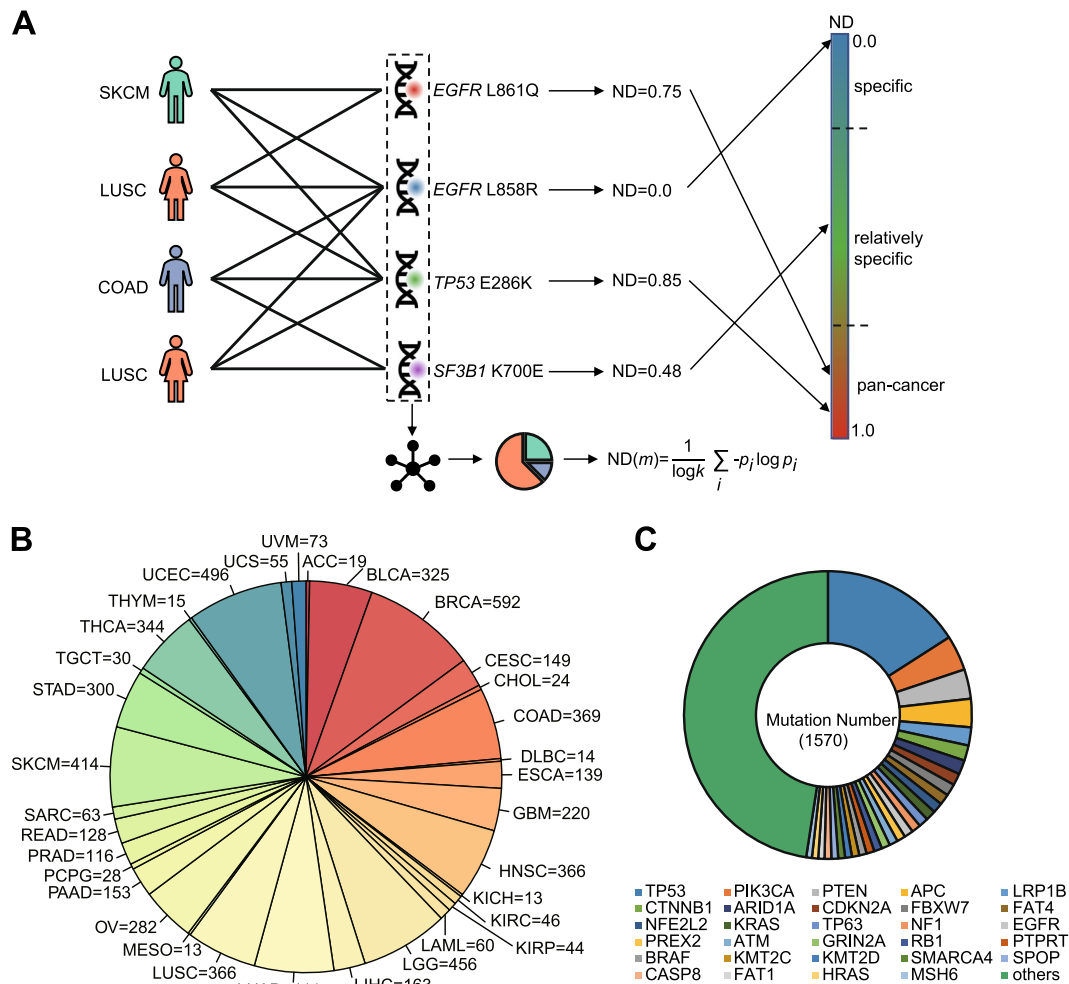 A
ND
0.0
SKCM
EGFR L861Q
ND=0.75
specific
LUSC
EGFR L858R
ND=0.0
relatively
specific
COAD
TP53 E286K
ND=0.85
LUSC
SF3B1 K700E
ND=0.48
pan-cancer
1.0
ND(m)= 1/logk ∑i -pi log pi
B
UVM=73
UCS=55
ACC=19
UCEC=496
BLCA=325
THYM=15
BRCA=592
THCA=344
TGCT=30
CESC=149
CHOL=24
STAD=300
COAD=369
DLBC=14
SKCM=414
ESCA=139
SARC=63
GBM=220
READ=128
PRAD=116
PCPG=28
HNSC=366
PAAD=153
KICH=13
OV=282
KIRC=46
MESO=13
KIRP=44
LAML=60
LUSC=366
LGG=456
LIHC=163
C
Mutation Number
(1570)
TP53 PIK3CA PTEN APC LRP1B
CTNNB1 ARID1A CDKN2A FBXW7 FAT4
NFE2L2 KRAS TP63 NF1 EGFR
PREX2 ATM GRIN2A RB1 PTPRT
BRAF KMT2C KMT2D SMARCA4 SPOP
CASP8 FAT1 HRAS MSH6 others